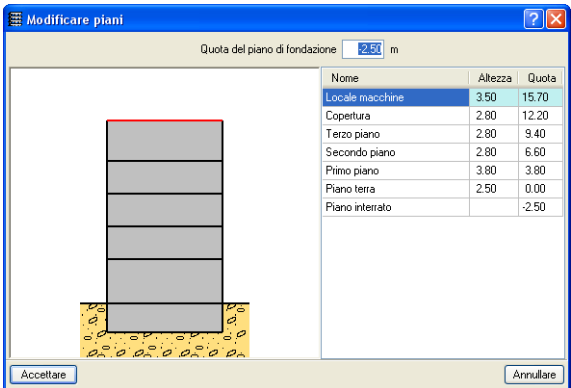 Modificare piani
Quota del piano di fondazione -2.50 m
Nome Altezza Quota
Locale macchine 3.50 15.70
Copertura 2.80 12.20
Terzo piano 2.80 9.40
Secondo piano 2.80 6.60
Primo piano 3.80 3.80
Piano terra 2.50 0.00
Piano interrato -2.50
Accettare Annullare